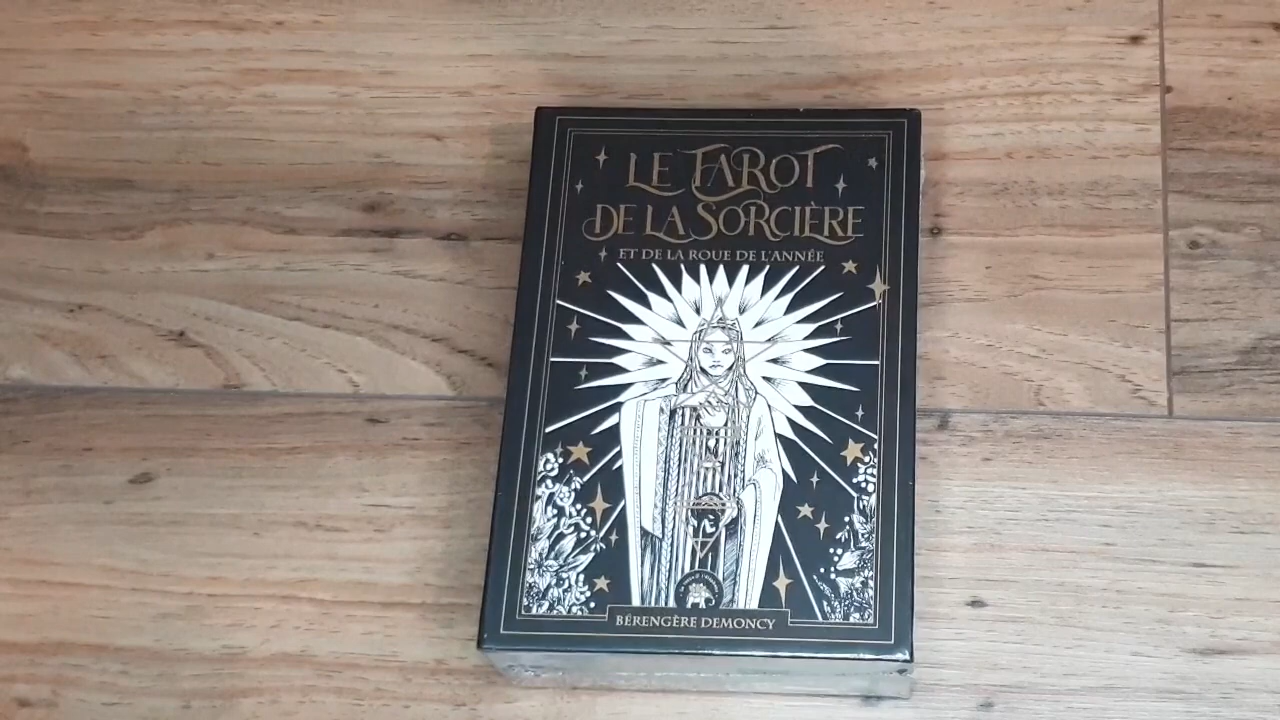 LE TAROT
DE LA SORCIÈRE
ET DE LA ROUE DE L'ANNÉE
BÉRENGÈRE DEMONCY